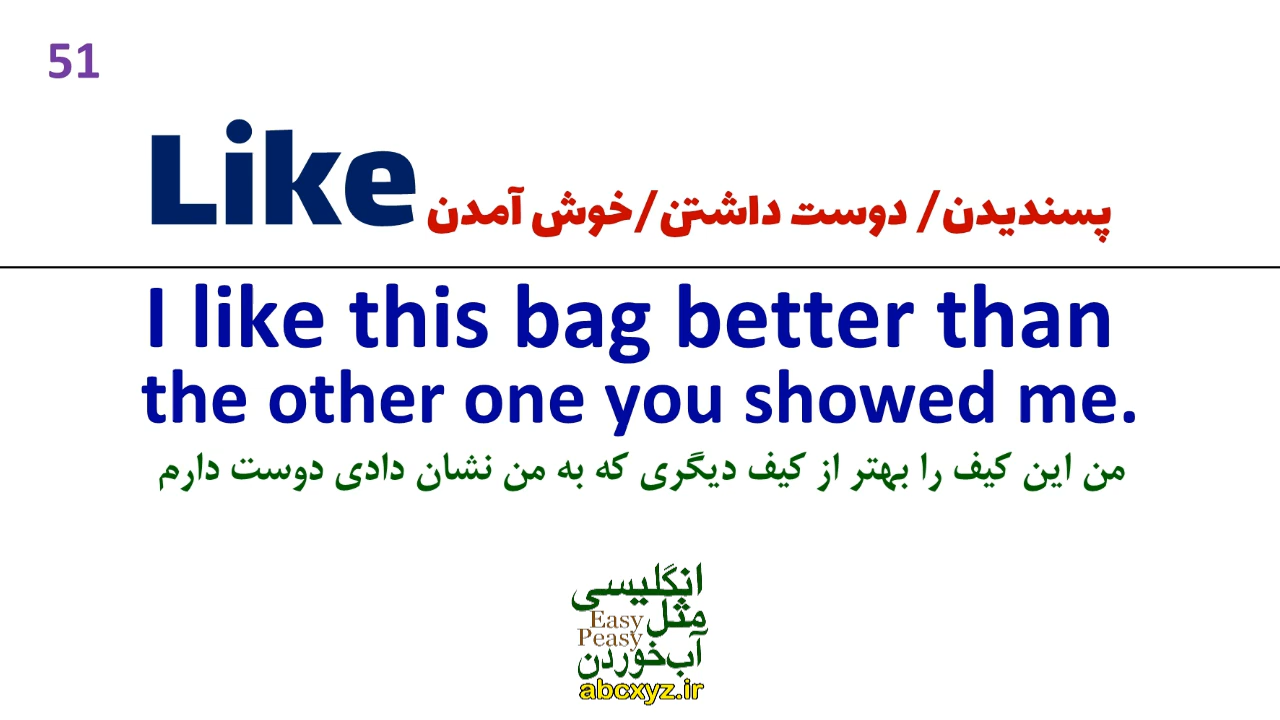 51
Like پسندیدن/ دوست داشتن/خوش آمدن
I like this bag better than
the other one you showed me.
من این کیف را بهتر از کیف دیگری که به من نشان دادی دوست دارم
انگلیسی
مثل
Easy
Peasy
آب‌خوردن
abcxyz.ir